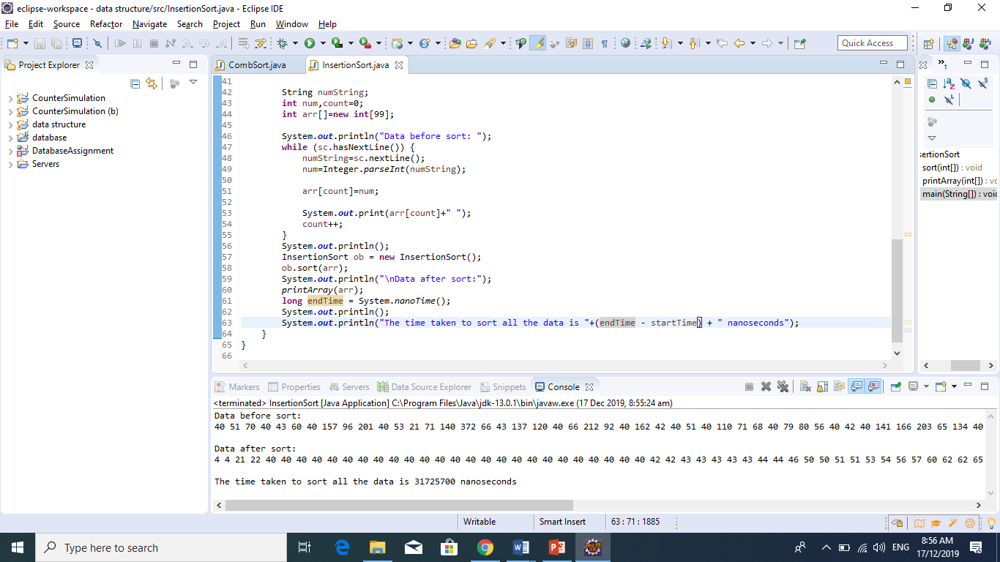 eclipse-workspace - data structure/src/InsertionSort.java - Eclipse IDE
File Edit Source Refactor Navigate Search Project Run Window Help
Quick Access
Project Explorer
CombSort.java
InsertionSort.java
1
CounterSimulation
CounterSimulation (b)
data structure
database
DatabaseAssignment
Servers
41
42 String numString;
43 int num,count=0;
44 int arr[]=new int[99];
45
46 System.out.println("Data before sort: ");
47 while (sc.hasNextLine()) {
48 numString=sc.nextLine();
49 num=Integer.parseInt(numString);
50
51 arr[count]=num;
52
53 System.out.print(arr[count]+" ");
54 count++;
55 }
56 System.out.println();
57 InsertionSort ob = new InsertionSort();
58 ob.sort(arr);
59 System.out.println("\nData after sort:");
60 printArray(arr);
61 long endTime = System.nanoTime();
62 System.out.println();
63 System.out.println("The time taken to sort all the data is "+(endTime - startTime) + " nanoseconds");
64 }
65 }
66
sertionSort
sort(int[]) : void
printArray(int[]) : vo
main(String[]) : void
Markers Properties Servers Data Source Explorer Snippets Console
<terminated> InsertionSort [Java Application] C:\Program Files\Java\jdk-13.0.1\bin\javaw.exe (17 Dec 2019, 8:55:24 am)
Data before sort:
40 51 70 40 43 60 40 157 96 201 40 53 21 71 140 372 66 43 137 120 40 66 212 92 40 162 42 40 51 40 110 71 68 40 79 80 56 40 42 40 141 166 203 65 134 40
Data after sort:
4 4 21 22 40 40 40 40 40 40 40 40 40 40 40 40 40 40 40 40 40 40 40 40 40 40 40 40 40 42 42 43 43 43 43 43 44 44 46 50 50 51 51 53 54 56 57 60 62 62 65
The time taken to sort all the data is 31725700 nanoseconds
Writable Smart Insert 63 : 71 : 1885
Type here to search
ENG
8:56 AM
17/12/2019